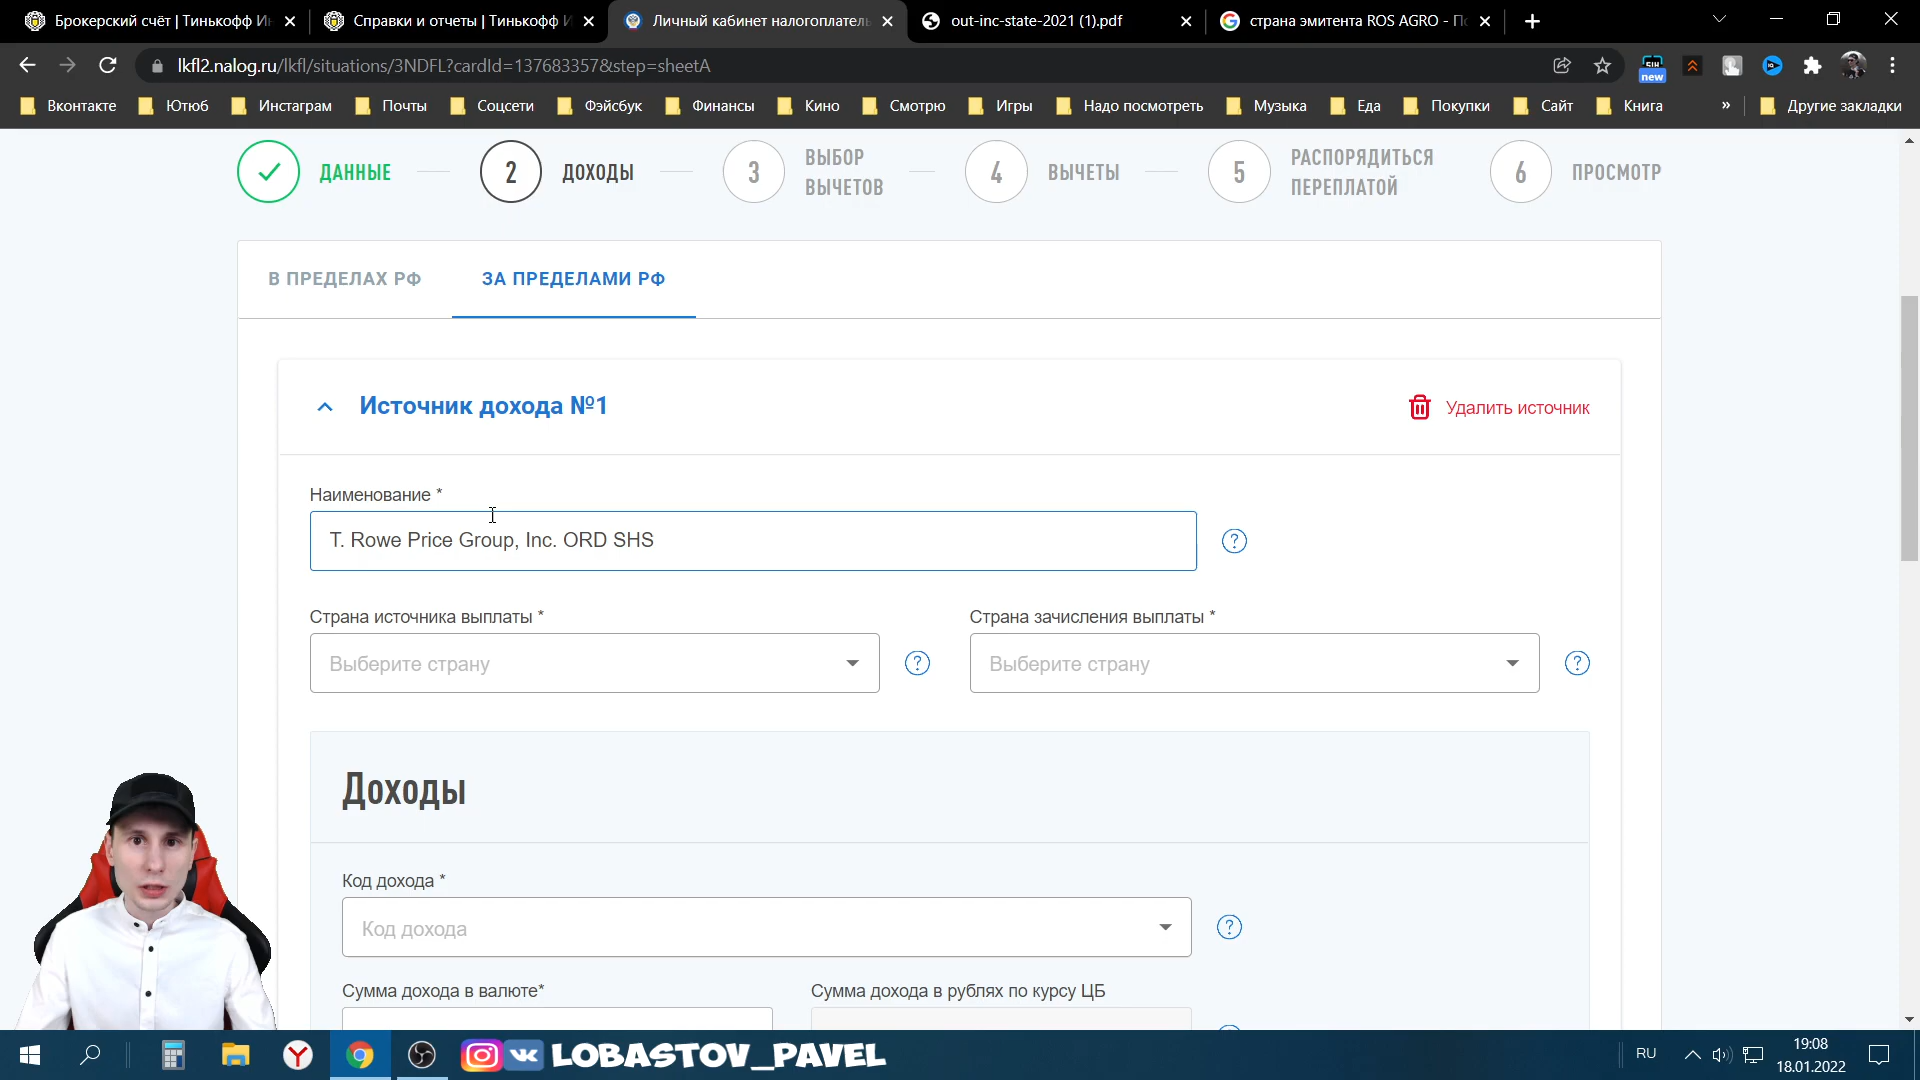 Брокерский счёт | Тинькофф Ин
Справки и отчеты | Тинькофф И
Личный кабинет налогоплатель
out-inc-state-2021 (1).pdf
страна эмитента ROS AGRO - По
lkfl2.nalog.ru/lkfl/situations/3NDFL?cardId=137683357&step=sheetA
new
Вконтакте
Ютюб
Инстаграм
Почты
Соцсети
Фэйсбук
Финансы
Кино
Смотрю
Игры
Надо посмотреть
Музыка
Еда
Покупки
Сайт
Книга
»
Другие закладки
ДАННЫЕ
2
ДОХОДЫ
3
ВЫБОР
ВЫЧЕТОВ
4
ВЫЧЕТЫ
5
РАСПОРЯДИТЬСЯ
ПЕРЕПЛАТОЙ
6
ПРОСМОТР
В ПРЕДЕЛАХ РФ
ЗА ПРЕДЕЛАМИ РФ
Источник дохода №1
Удалить источник
Наименование *
T. Rowe Price Group, Inc. ORD SHS
?
Страна источника выплаты *
Страна зачисления выплаты *
Выберите страну
?
Выберите страну
?
Доходы
Код дохода *
Код дохода
?
Сумма дохода в валюте*
Сумма дохода в рублях по курсу ЦБ
LOBASTOV_PAVEL
RU
19:08
18.01.2022